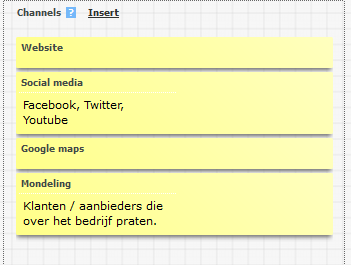 Channels ? Insert
Website
Social media
Facebook, Twitter,
Youtube
Google maps
Mondeling
Klanten / aanbieders die
over het bedrijf praten.